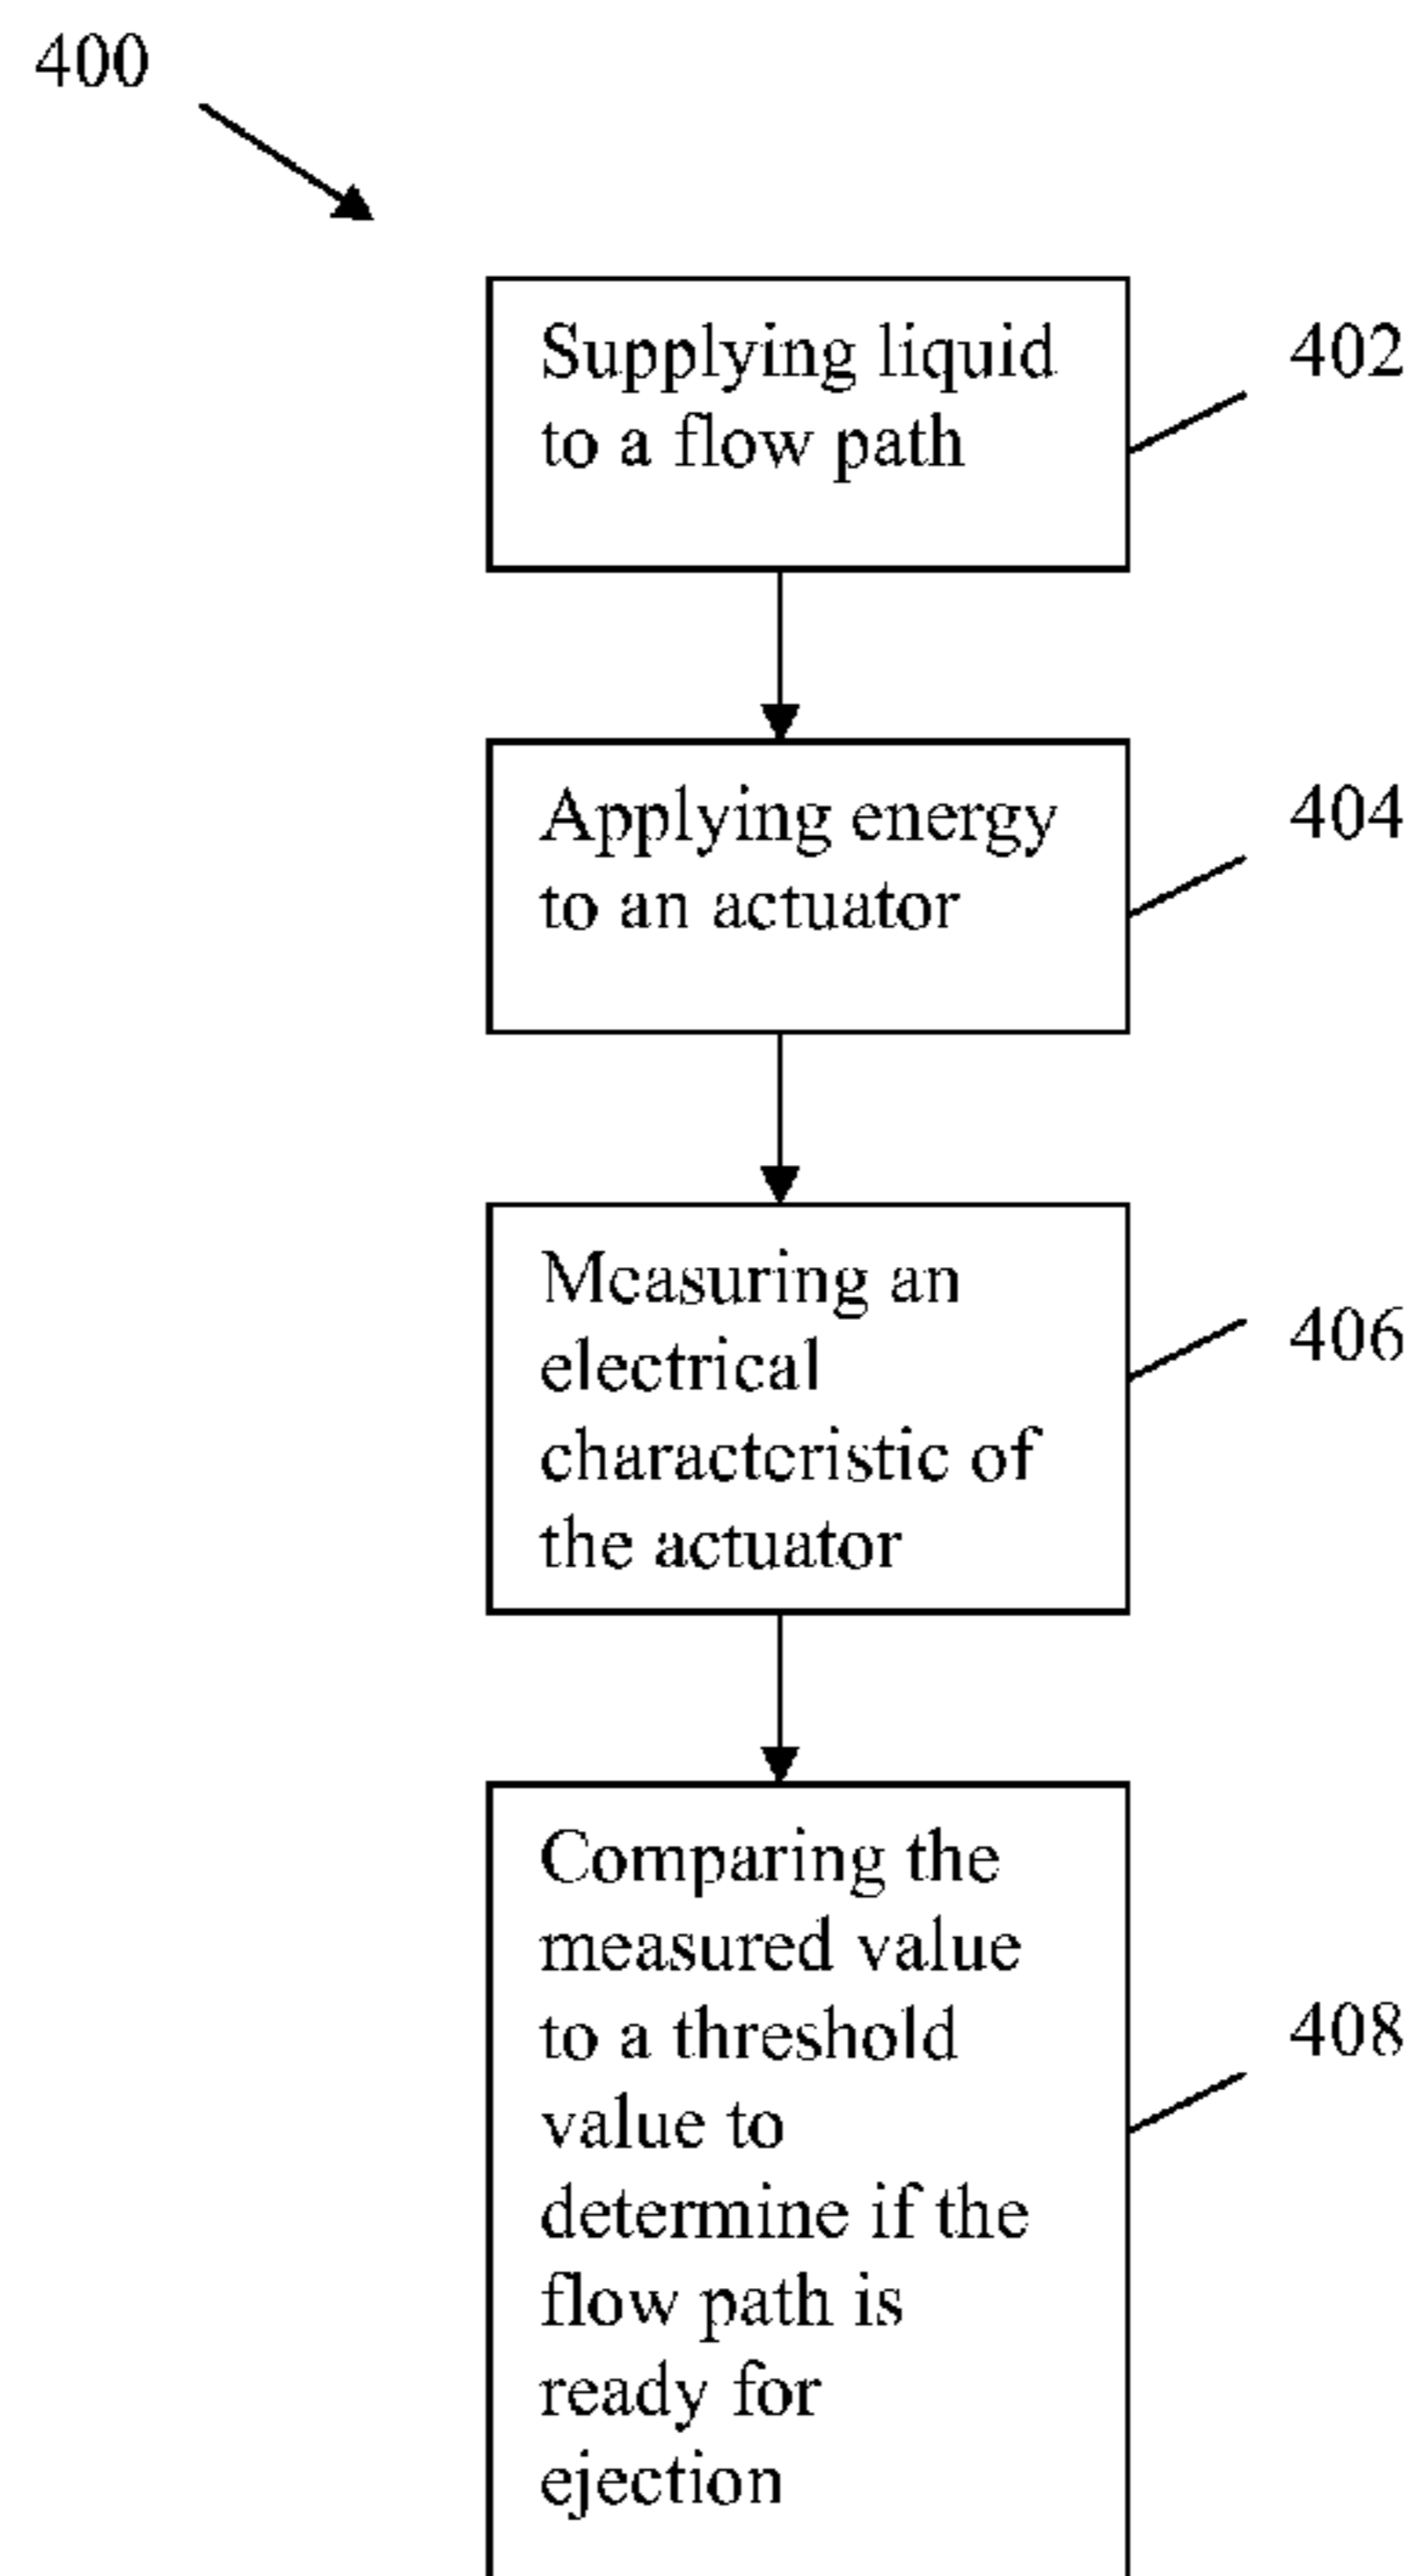 400
Supplying liquid
to a flow path
402
Applying energy
to an actuator
404
Measuring an
electrical
characteristic of
the actuator
406
Comparing the
measured value
to a threshold
value to
determine if the
flow path is
ready for
ejection
408